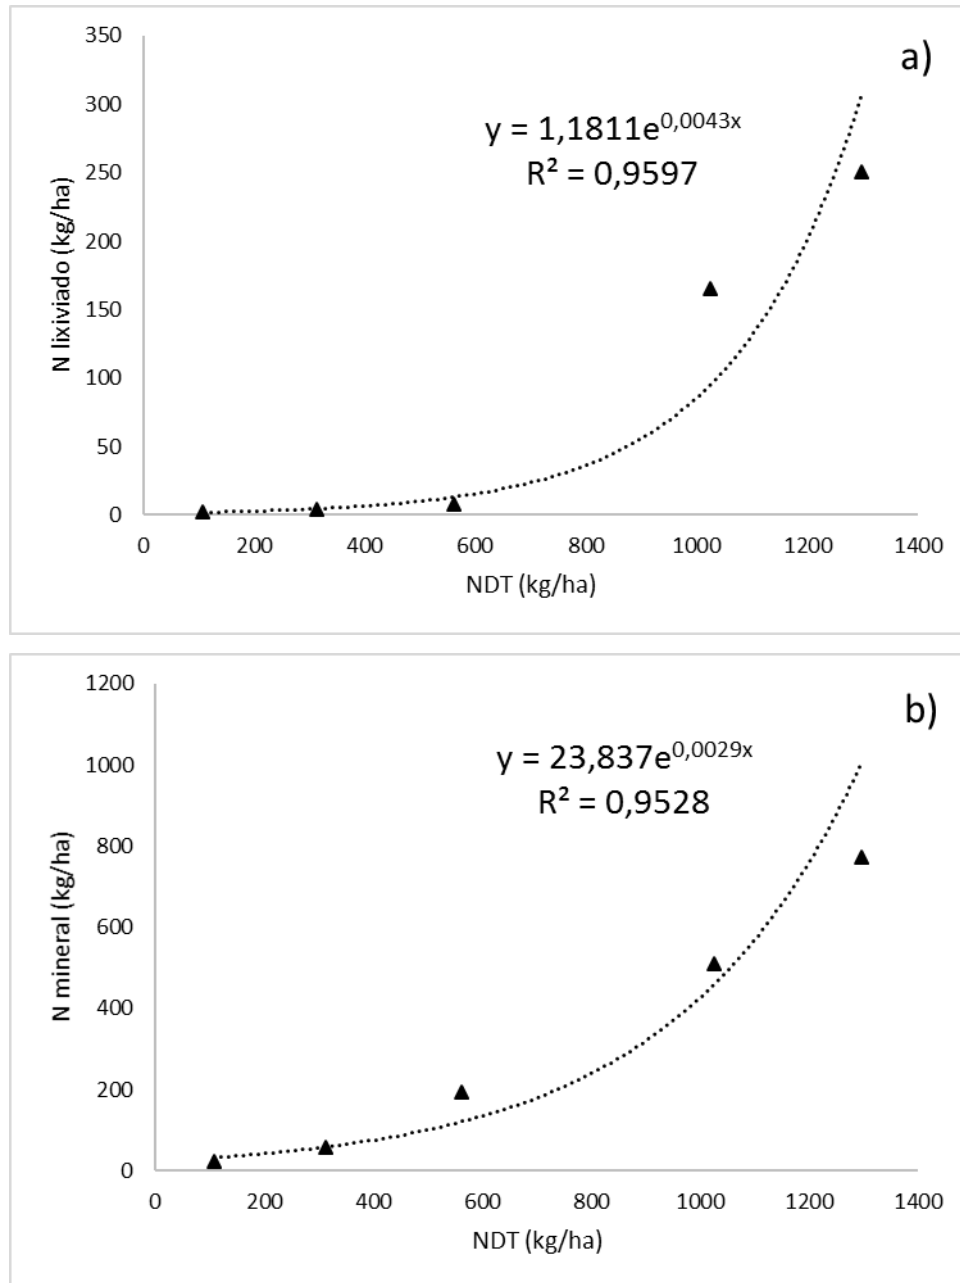 a)
350
300
250
200
150
100
50
0
N lixiviado (kg/ha)
y = 1,1811e^0,0043x
R² = 0,9597
0 200 400 600 800 1000 1200 1400
NDT (kg/ha)
b)
1200
1000
800
600
400
200
0
N mineral (kg/ha)
y = 23,837e^0,0029x
R² = 0,9528
0 200 400 600 800 1000 1200 1400
NDT (kg/ha)